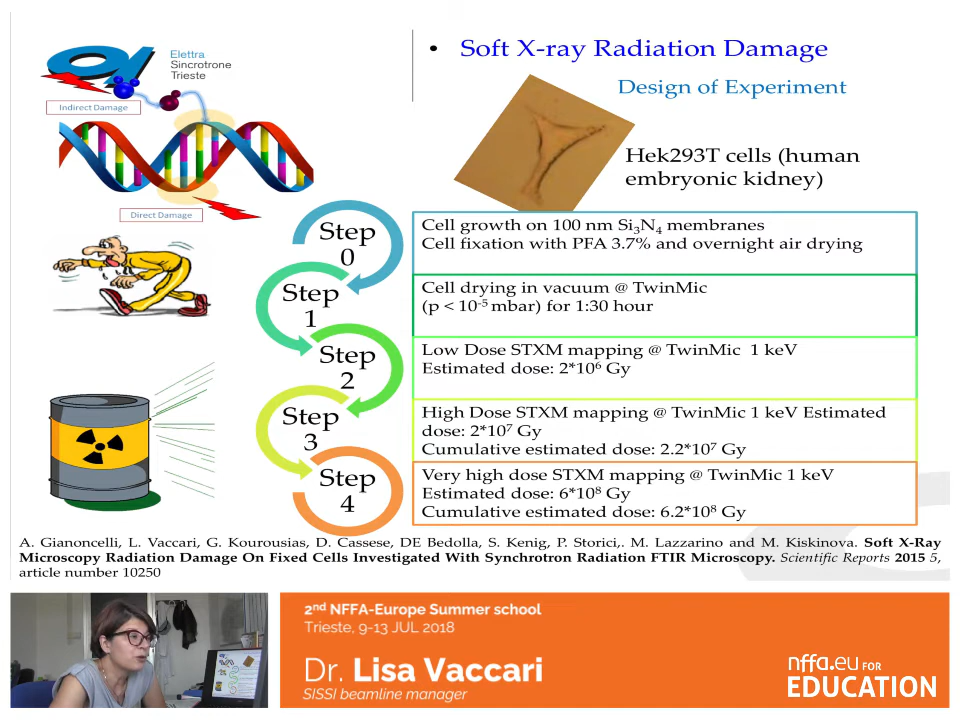 Elettra
Sincrotrone
Trieste
Indirect Damage
Direct Damage
• Soft X-ray Radiation Damage
Design of Experiment
Hek293T cells (human
embryonic kidney)
Step
0
Cell growth on 100 nm Si₃N₄ membranes
Cell fixation with PFA 3.7% and overnight air drying
Step
1
Cell drying in vacuum @ TwinMic
(p < 10⁻⁵ mbar) for 1:30 hour
Step
2
Low Dose STXM mapping @ TwinMic 1 keV
Estimated dose: 2*10⁶ Gy
Step
3
High Dose STXM mapping @ TwinMic 1 keV Estimated
dose: 2*10⁷ Gy
Cumulative estimated dose: 2.2*10⁷ Gy
Step
4
Very high dose STXM mapping @ TwinMic 1 keV
Estimated dose: 6*10⁸ Gy
Cumulative estimated dose: 6.2*10⁸ Gy
A. Gianoncelli, L. Vaccari, G. Kourousias, D. Cassese, DE Bedolla, S. Kenig, P. Storici,. M. Lazzarino and M. Kiskinova. Soft X-Ray
Microscopy Radiation Damage On Fixed Cells Investigated With Synchrotron Radiation FTIR Microscopy. Scientific Reports 2015 5,
article number 10250
2nd NFFA-Europe Summer school
Trieste, 9-13 JUL 2018
Dr. Lisa Vaccari
SISSI beamline manager
nffa.eu FOR
EDUCATION